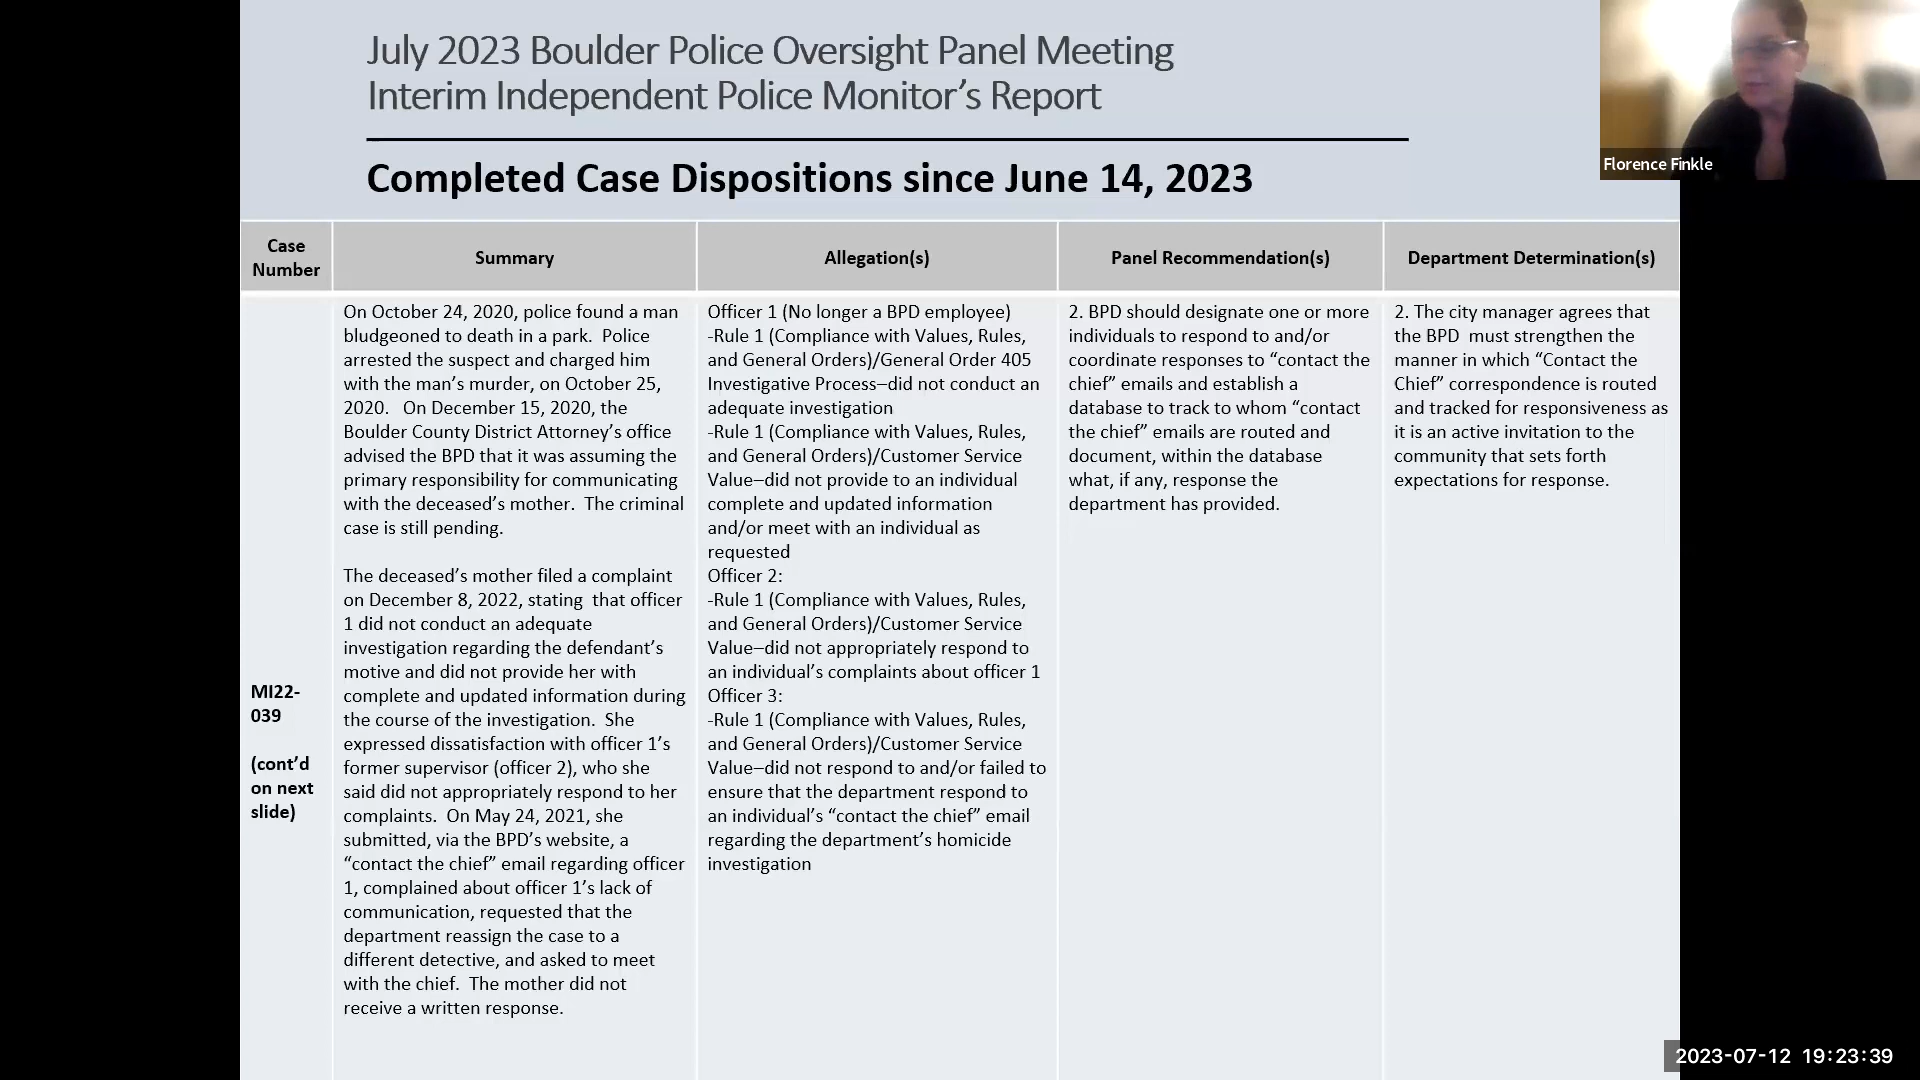 July 2023 Boulder Police Oversight Panel Meeting
Interim Independent Police Monitor's Report
Florence Finkle
Completed Case Dispositions since June 14, 2023
Case
Number
Summary
Allegation(s)
Panel Recommendation(s)
Department Determination(s)
MI22-
039
(cont'd
on next
slide)
On October 24, 2020, police found a man
bludgeoned to death in a park.  Police
arrested the suspect and charged him
with the man's murder, on October 25,
2020.   On December 15, 2020, the
Boulder County District Attorney's office
advised the BPD that it was assuming the
primary responsibility for communicating
with the deceased's mother.  The criminal
case is still pending.
The deceased's mother filed a complaint
on December 8, 2022, stating  that officer
1 did not conduct an adequate
investigation regarding the defendant's
motive and did not provide her with
complete and updated information during
the course of the investigation.  She
expressed dissatisfaction with officer 1's
former supervisor (officer 2), who she
said did not appropriately respond to her
complaints.  On May 24, 2021, she
submitted, via the BPD's website, a
“contact the chief” email regarding officer
1, complained about officer 1's lack of
communication, requested that the
department reassign the case to a
different detective, and asked to meet
with the chief.  The mother did not
receive a written response.
Officer 1 (No longer a BPD employee)
-Rule 1 (Compliance with Values, Rules,
and General Orders)/General Order 405
Investigative Process–did not conduct an
adequate investigation
-Rule 1 (Compliance with Values, Rules,
and General Orders)/Customer Service
Value–did not provide to an individual
complete and updated information
and/or meet with an individual as
requested
Officer 2:
-Rule 1 (Compliance with Values, Rules,
and General Orders)/Customer Service
Value–did not appropriately respond to
an individual's complaints about officer 1
Officer 3:
-Rule 1 (Compliance with Values, Rules,
and General Orders)/Customer Service
Value–did not respond to and/or failed to
ensure that the department respond to
an individual's “contact the chief” email
regarding the department's homicide
investigation
2. BPD should designate one or more
individuals to respond to and/or
coordinate responses to “contact the
chief” emails and establish a
database to track to whom “contact
the chief” emails are routed and
document, within the database
what, if any, response the
department has provided.
2. The city manager agrees that
the BPD  must strengthen the
manner in which “Contact the
Chief” correspondence is routed
and tracked for responsiveness as
it is an active invitation to the
community that sets forth
expectations for response.
2023-07-12 19:23:39